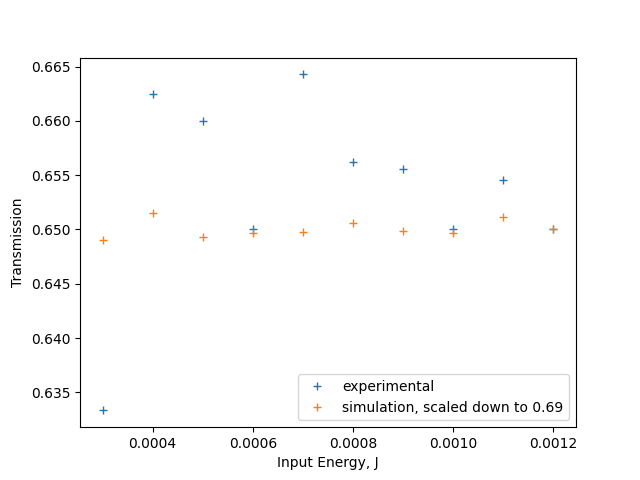 0.665
0.660
0.655
0.650
0.645
0.640
0.635
Transmission
experimental
simulation, scaled down to 0.69
0.0004 0.0006 0.0008 0.0010 0.0012
Input Energy, J